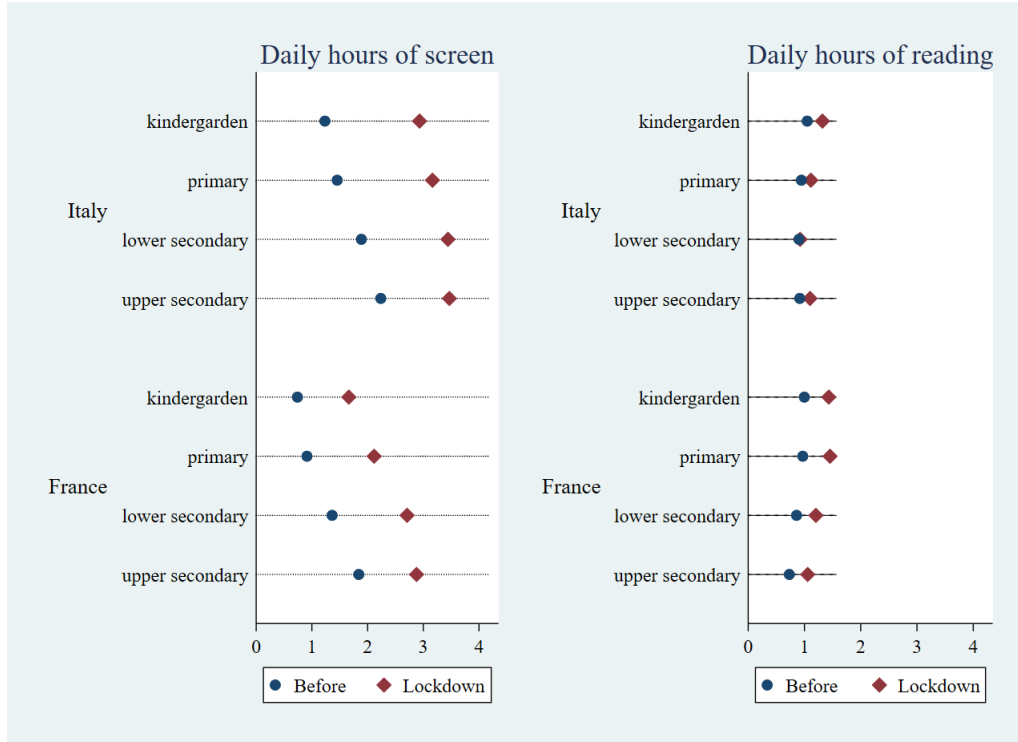 Daily hours of screen
kindergarden
primary
Italy
lower secondary
upper secondary
kindergarden
primary
France
lower secondary
upper secondary
0 1 2 3 4
Before Lockdown
Daily hours of reading
kindergarden
primary
Italy
lower secondary
upper secondary
kindergarden
primary
France
lower secondary
upper secondary
0 1 2 3 4
Before Lockdown